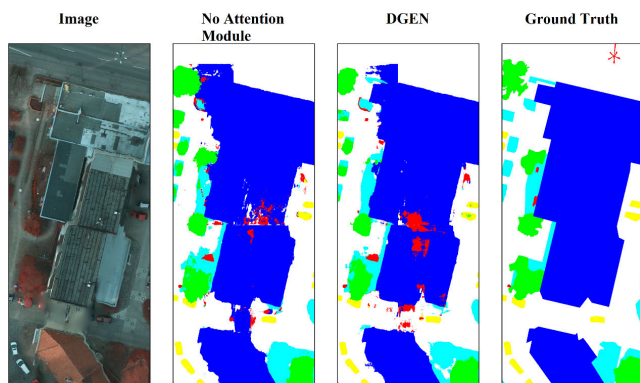 Image
No Attention
Module
DGEN
Ground Truth